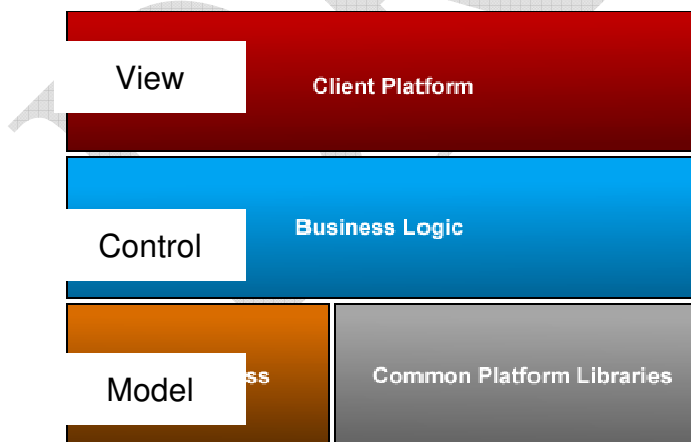 View
Client Platform
Business Logic
Control
ss
Common Platform Libraries
Model